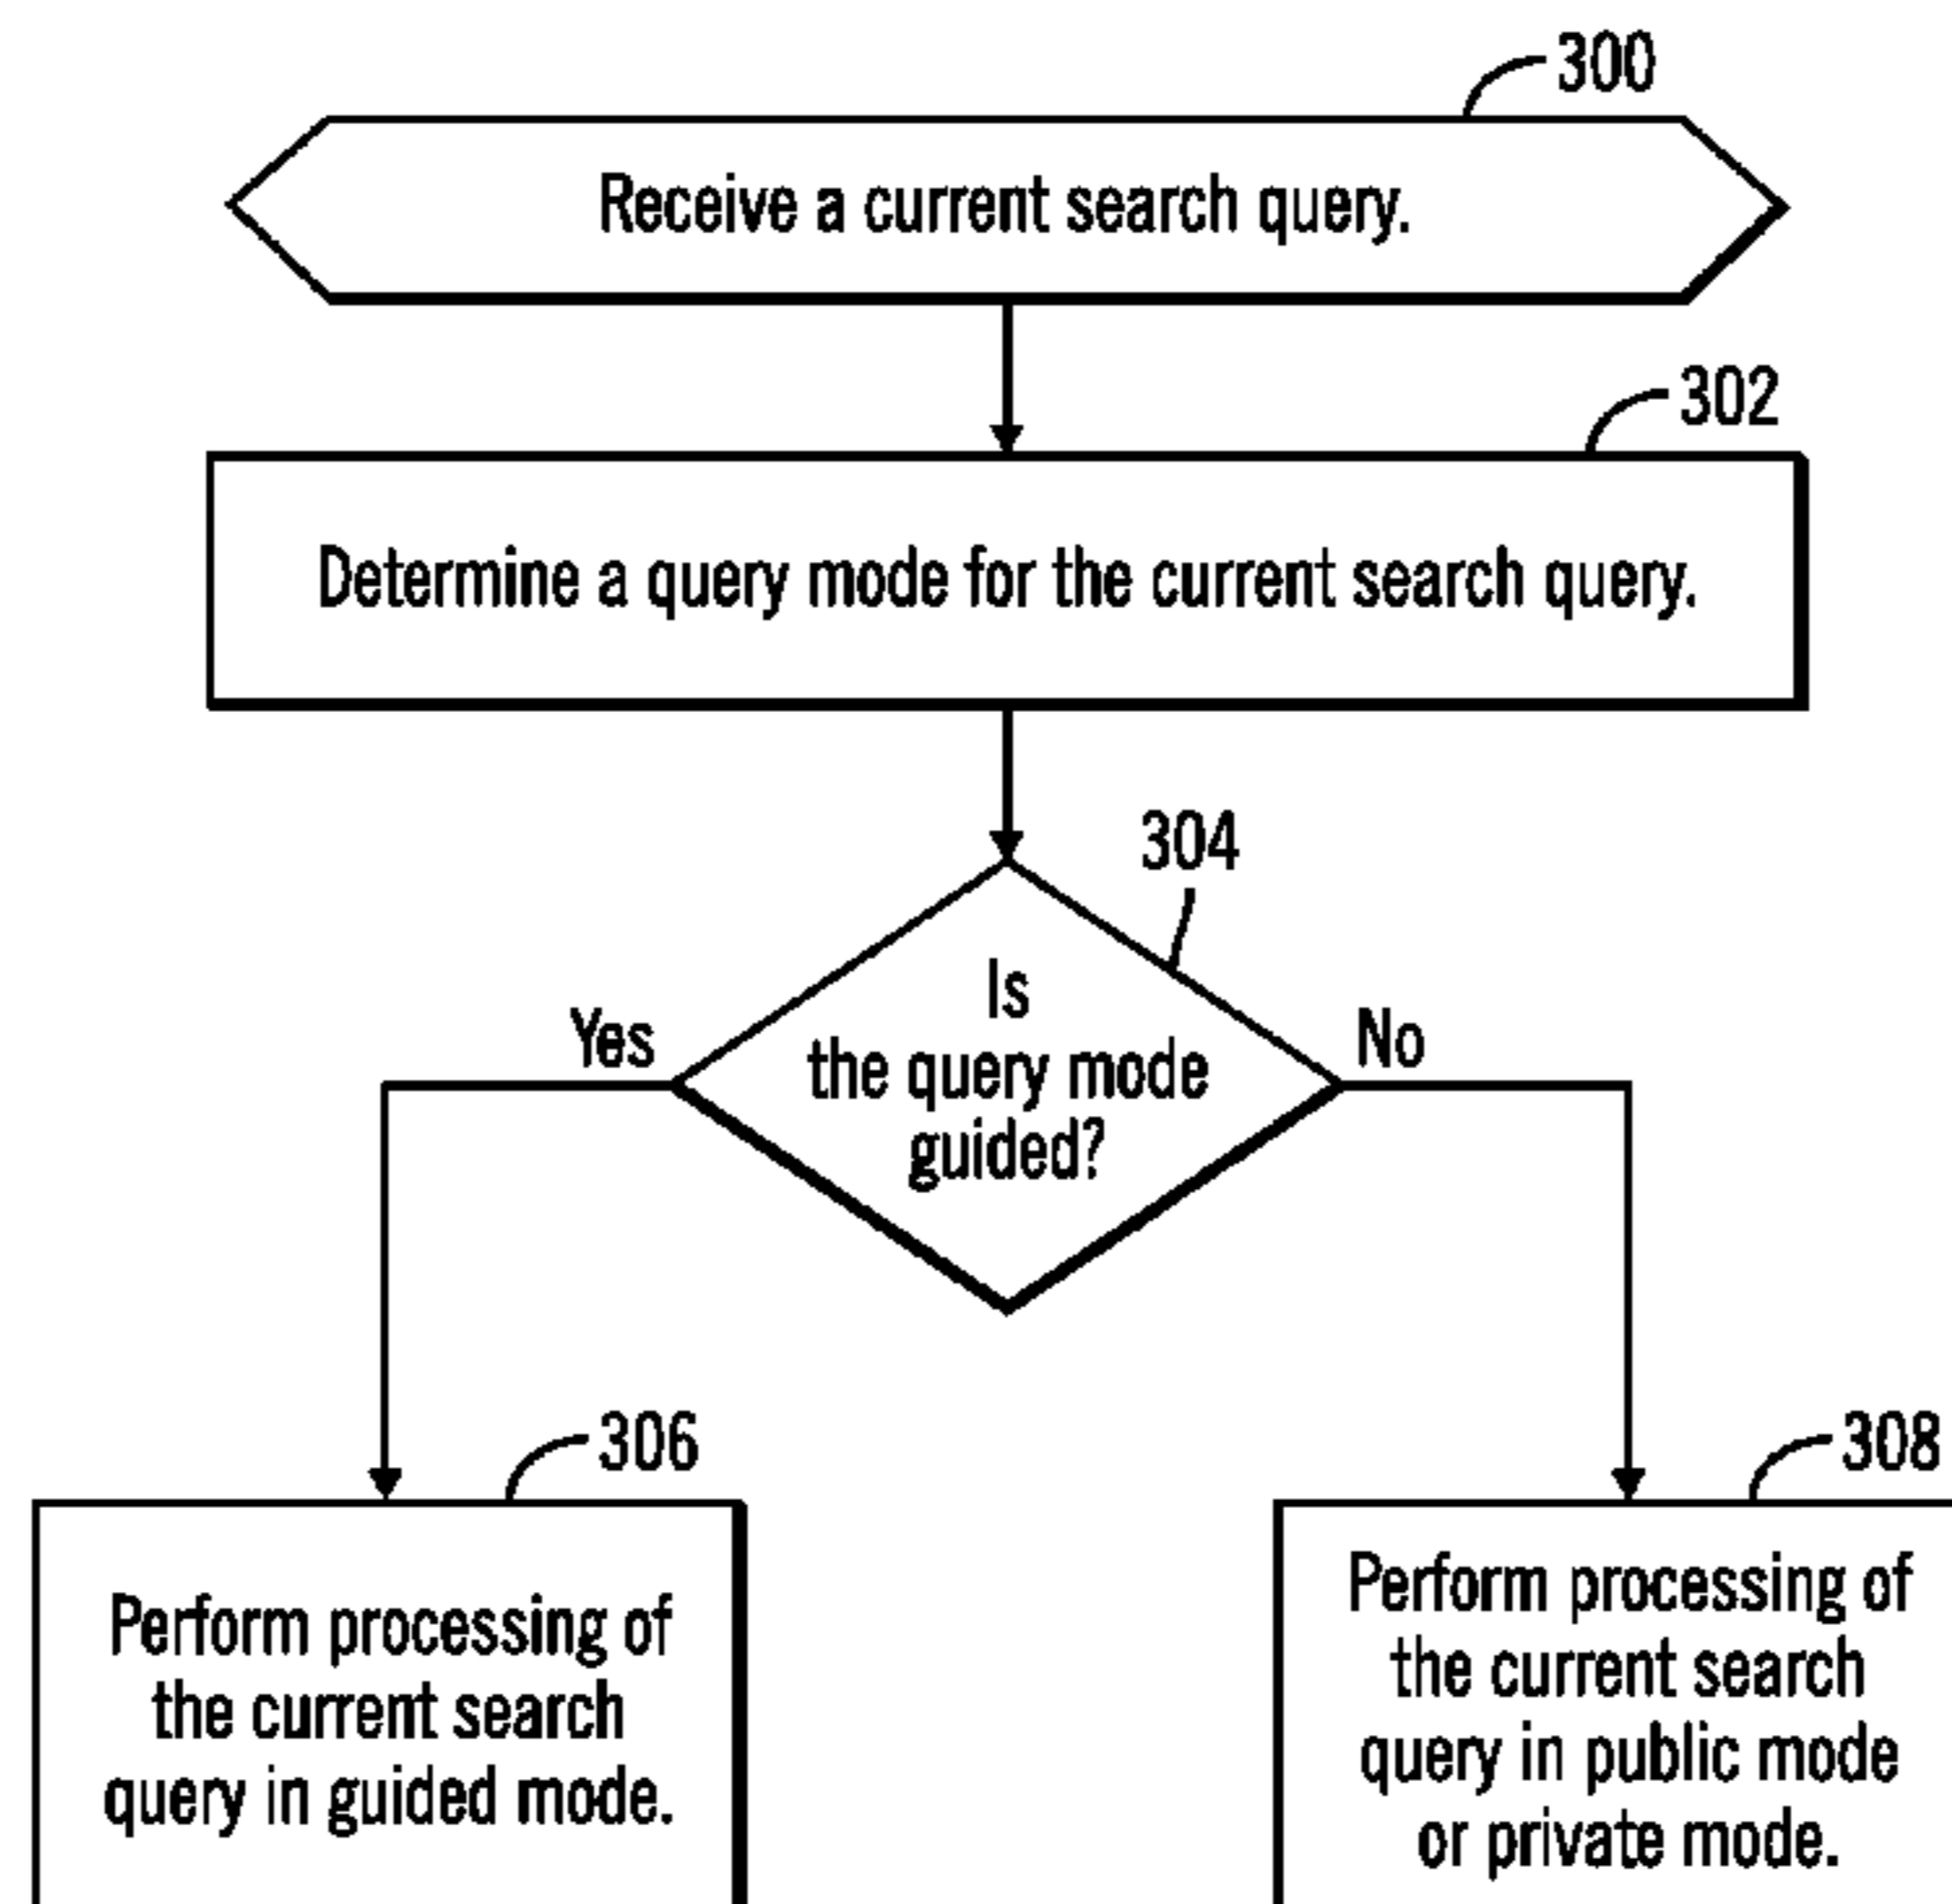 300
Receive a current search query.
302
Determine a query mode for the current search query.
304
Is
the query mode
guided?
Yes
No
306
Perform processing of
the current search
query in guided mode.
308
Perform processing of
the current search
query in public mode
or private mode.